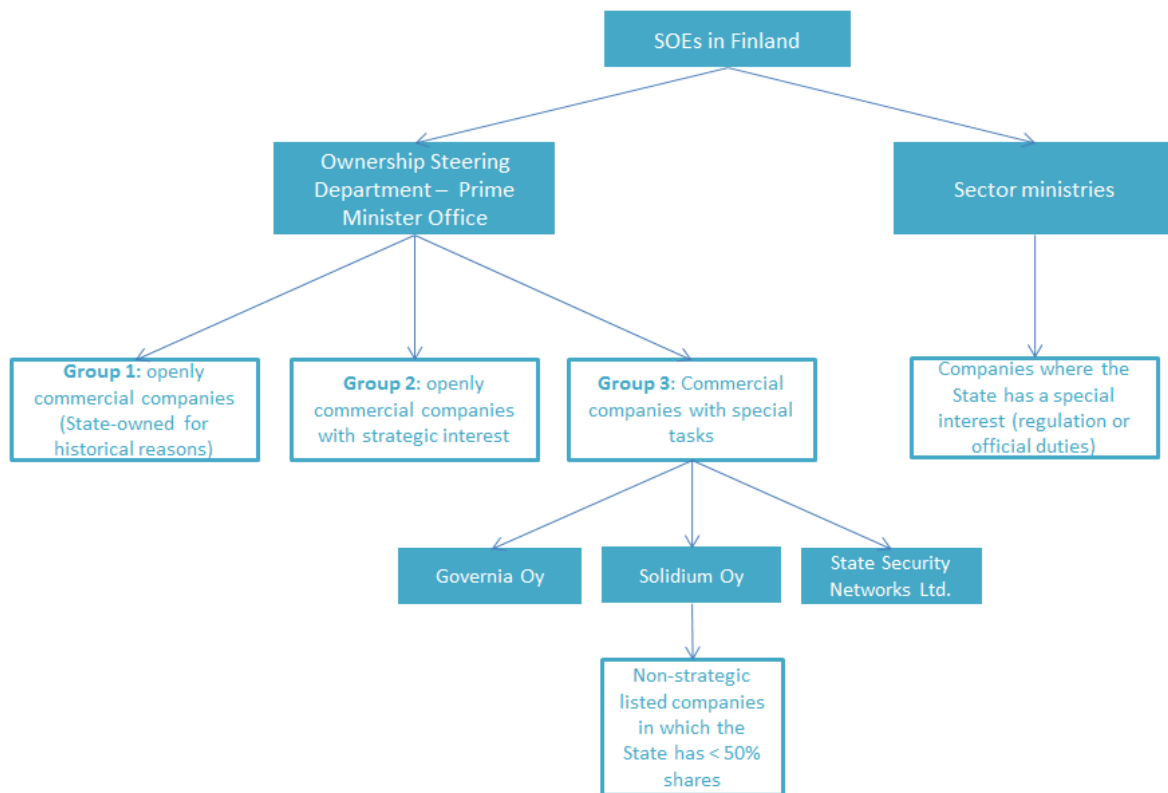 SOEs in Finland
Ownership Steering
Department – Prime
Minister Office
Sector ministries
Group 1: openly
commercial companies
(State-owned for
historical reasons)
Group 2: openly
commercial companies
with strategic interest
Group 3: Commercial
companies with special
tasks
Companies where the
State has a special
interest (regulation or
official duties)
Governia Oy
Solidium Oy
State Security
Networks Ltd.
Non-strategic
listed companies
in which the
State has < 50%
shares